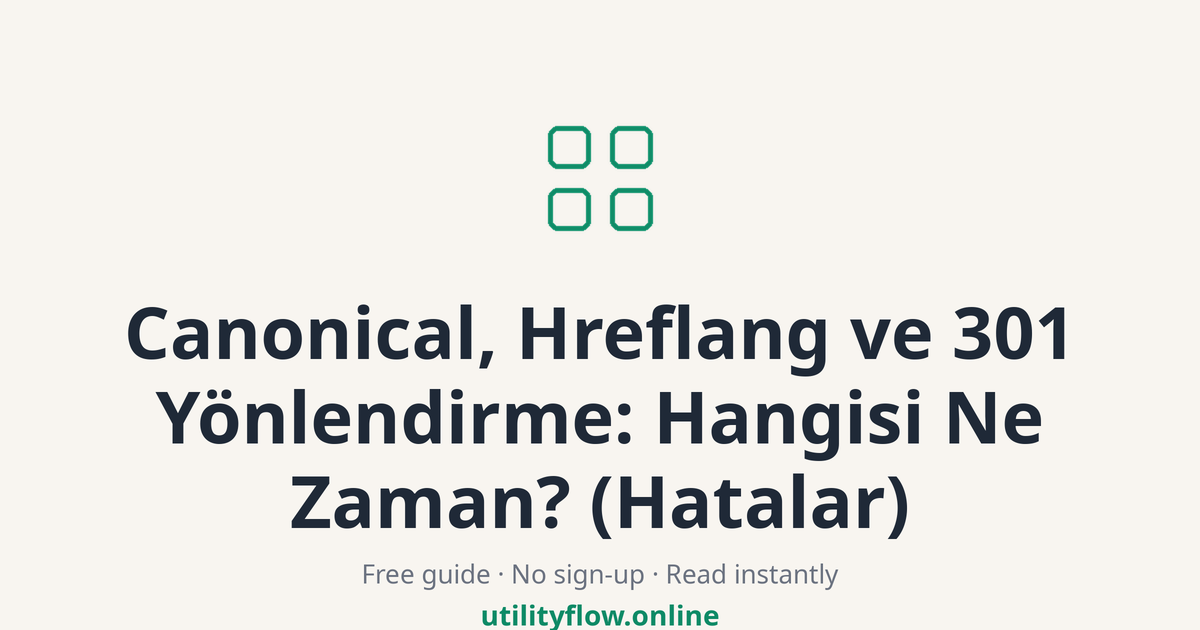 Canonical, Hreflang ve 301
Yönlendirme: Hangisi Ne
Zaman? (Hatalar)
Free guide · No sign-up · Read instantly
utilityflow.online